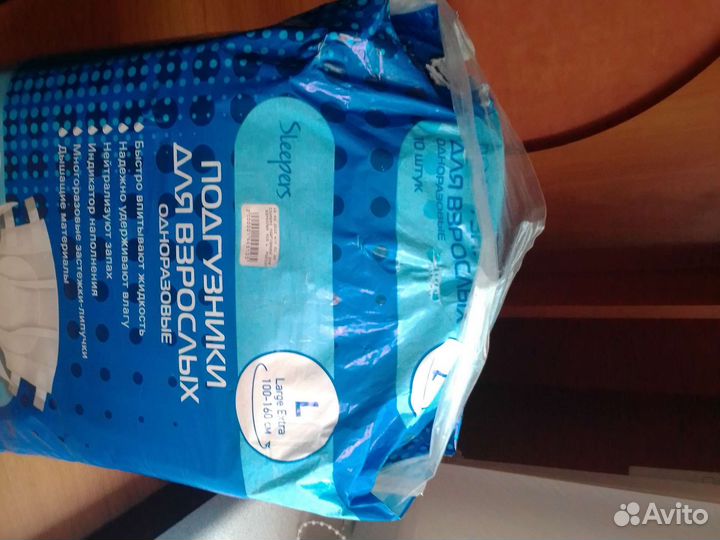 Sleepers
ПОДГУЗНИКИ
ДЛЯ ВЗРОСЛЫХ
ОДНОРАЗОВЫЕ
Быстро впитывают жидкость
Надежно удерживают влагу
Нейтрализуют запах
Индикатор наполнения
Многоразовые застежки-липучки
Дышащие материалы
L
Large Extra
100-160 СМ
ДЛЯ ВЗРОСЛЫХ
ОДНОРАЗОВЫЕ
10 ШТУК
L
Avito